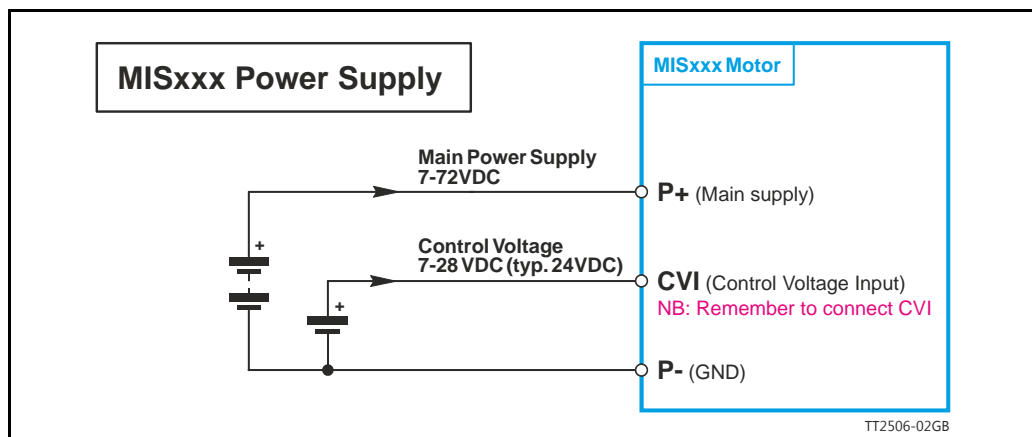 MISxxx Power Supply
MISxxx Motor
Main Power Supply
7-72VDC
P+ (Main supply)
+
Control Voltage
7-28 VDC (typ. 24VDC)
CVI (Control Voltage Input)
NB: Remember to connect CVI
+
P- (GND)
TT2506-02GB